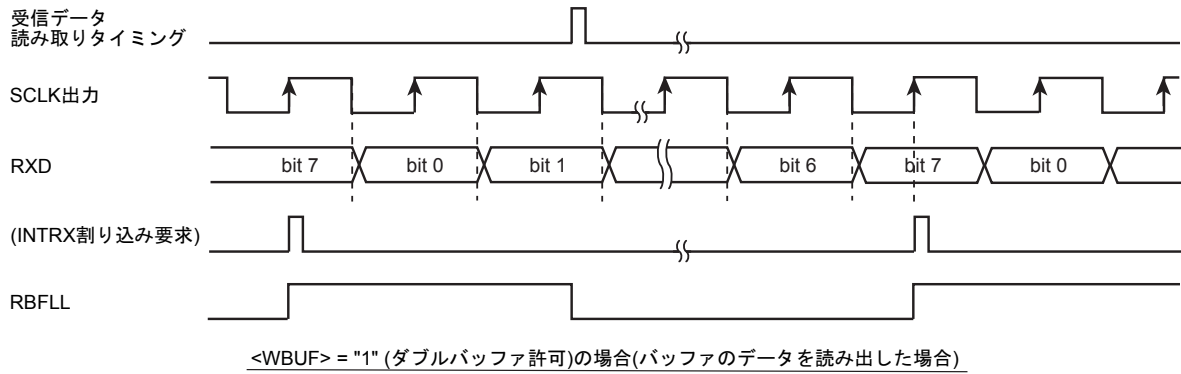 受信データ
読み取りタイミング
SCLK出力
RXD
bit 7 bit 0 bit 1 bit 6 bit 7 bit 0
(INTRX割り込み要求)
RBFLL
<WBUF> = "1" (ダブルバッファ許可)の場合(バッファのデータを読み出した場合)